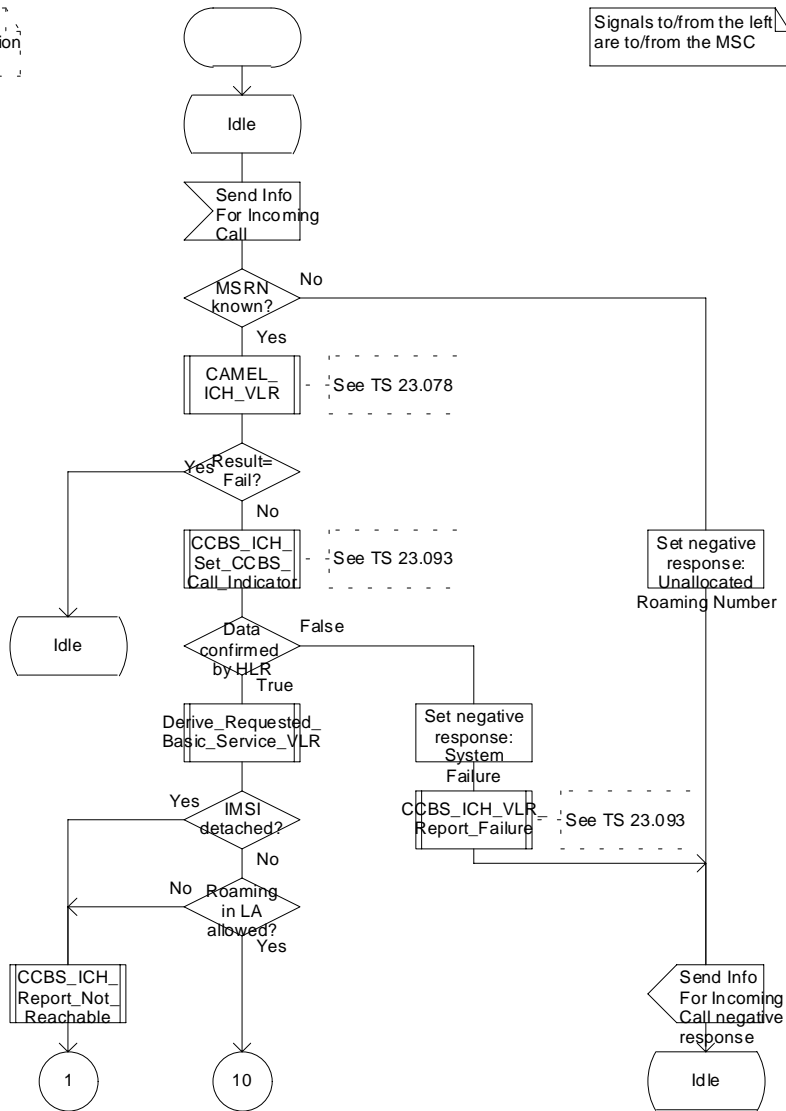 ion
Signals to/from the left
are to/from the MSC
Idle
Send Info
For Incoming
Call
MSRN
known?
No
Yes
CAMEL_
ICH_VLR
See TS 23.078
Result=
Fail?
Yes
No
CCBS_ICH_
Set_CCBS_
Call_Indicator
See TS 23.093
Set negative
response:
Unallocated
Roaming Number
Idle
Data
confirmed
by HLR
False
True
Derive_Requested_
Basic_Service_VLR
Set negative
response:
System
Failure
CCBS_ICH_VLR_
Report_Failure
See TS 23.093
Yes
IMSI
detached?
No
No
Roaming
in LA
allowed?
Yes
CCBS_ICH_
Report_Not_
Reachable
Send Info
For Incoming
Call negative
response
1
10
Idle